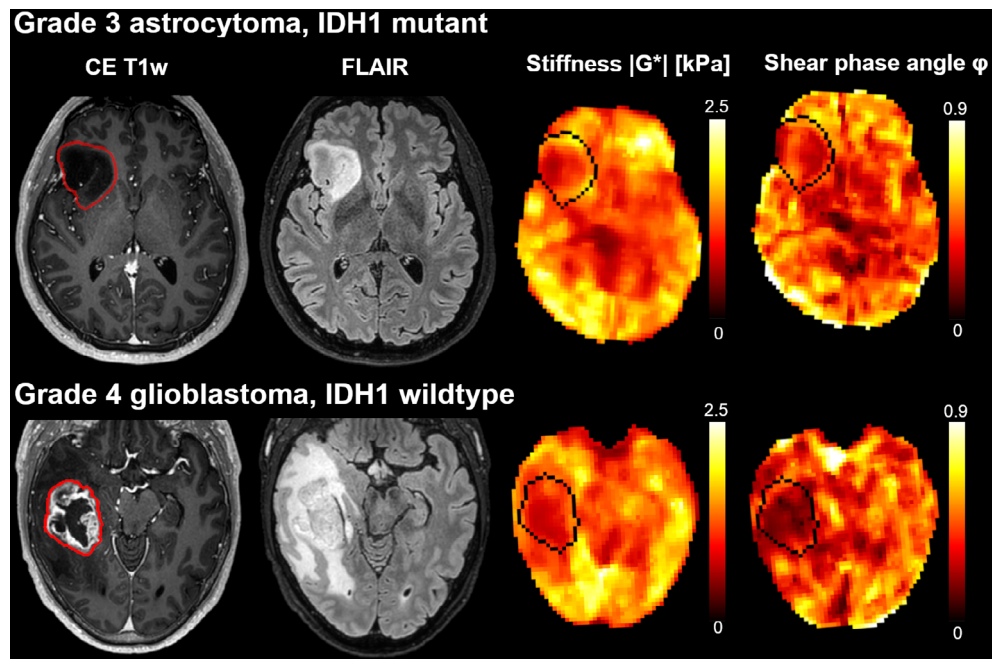 Grade 3 astrocytoma, IDH1 mutant
CE T1w
FLAIR
Stiffness |G*| [kPa]
Shear phase angle φ
2.5
0.9
0
0
Grade 4 glioblastoma, IDH1 wildtype
2.5
0.9
0
0